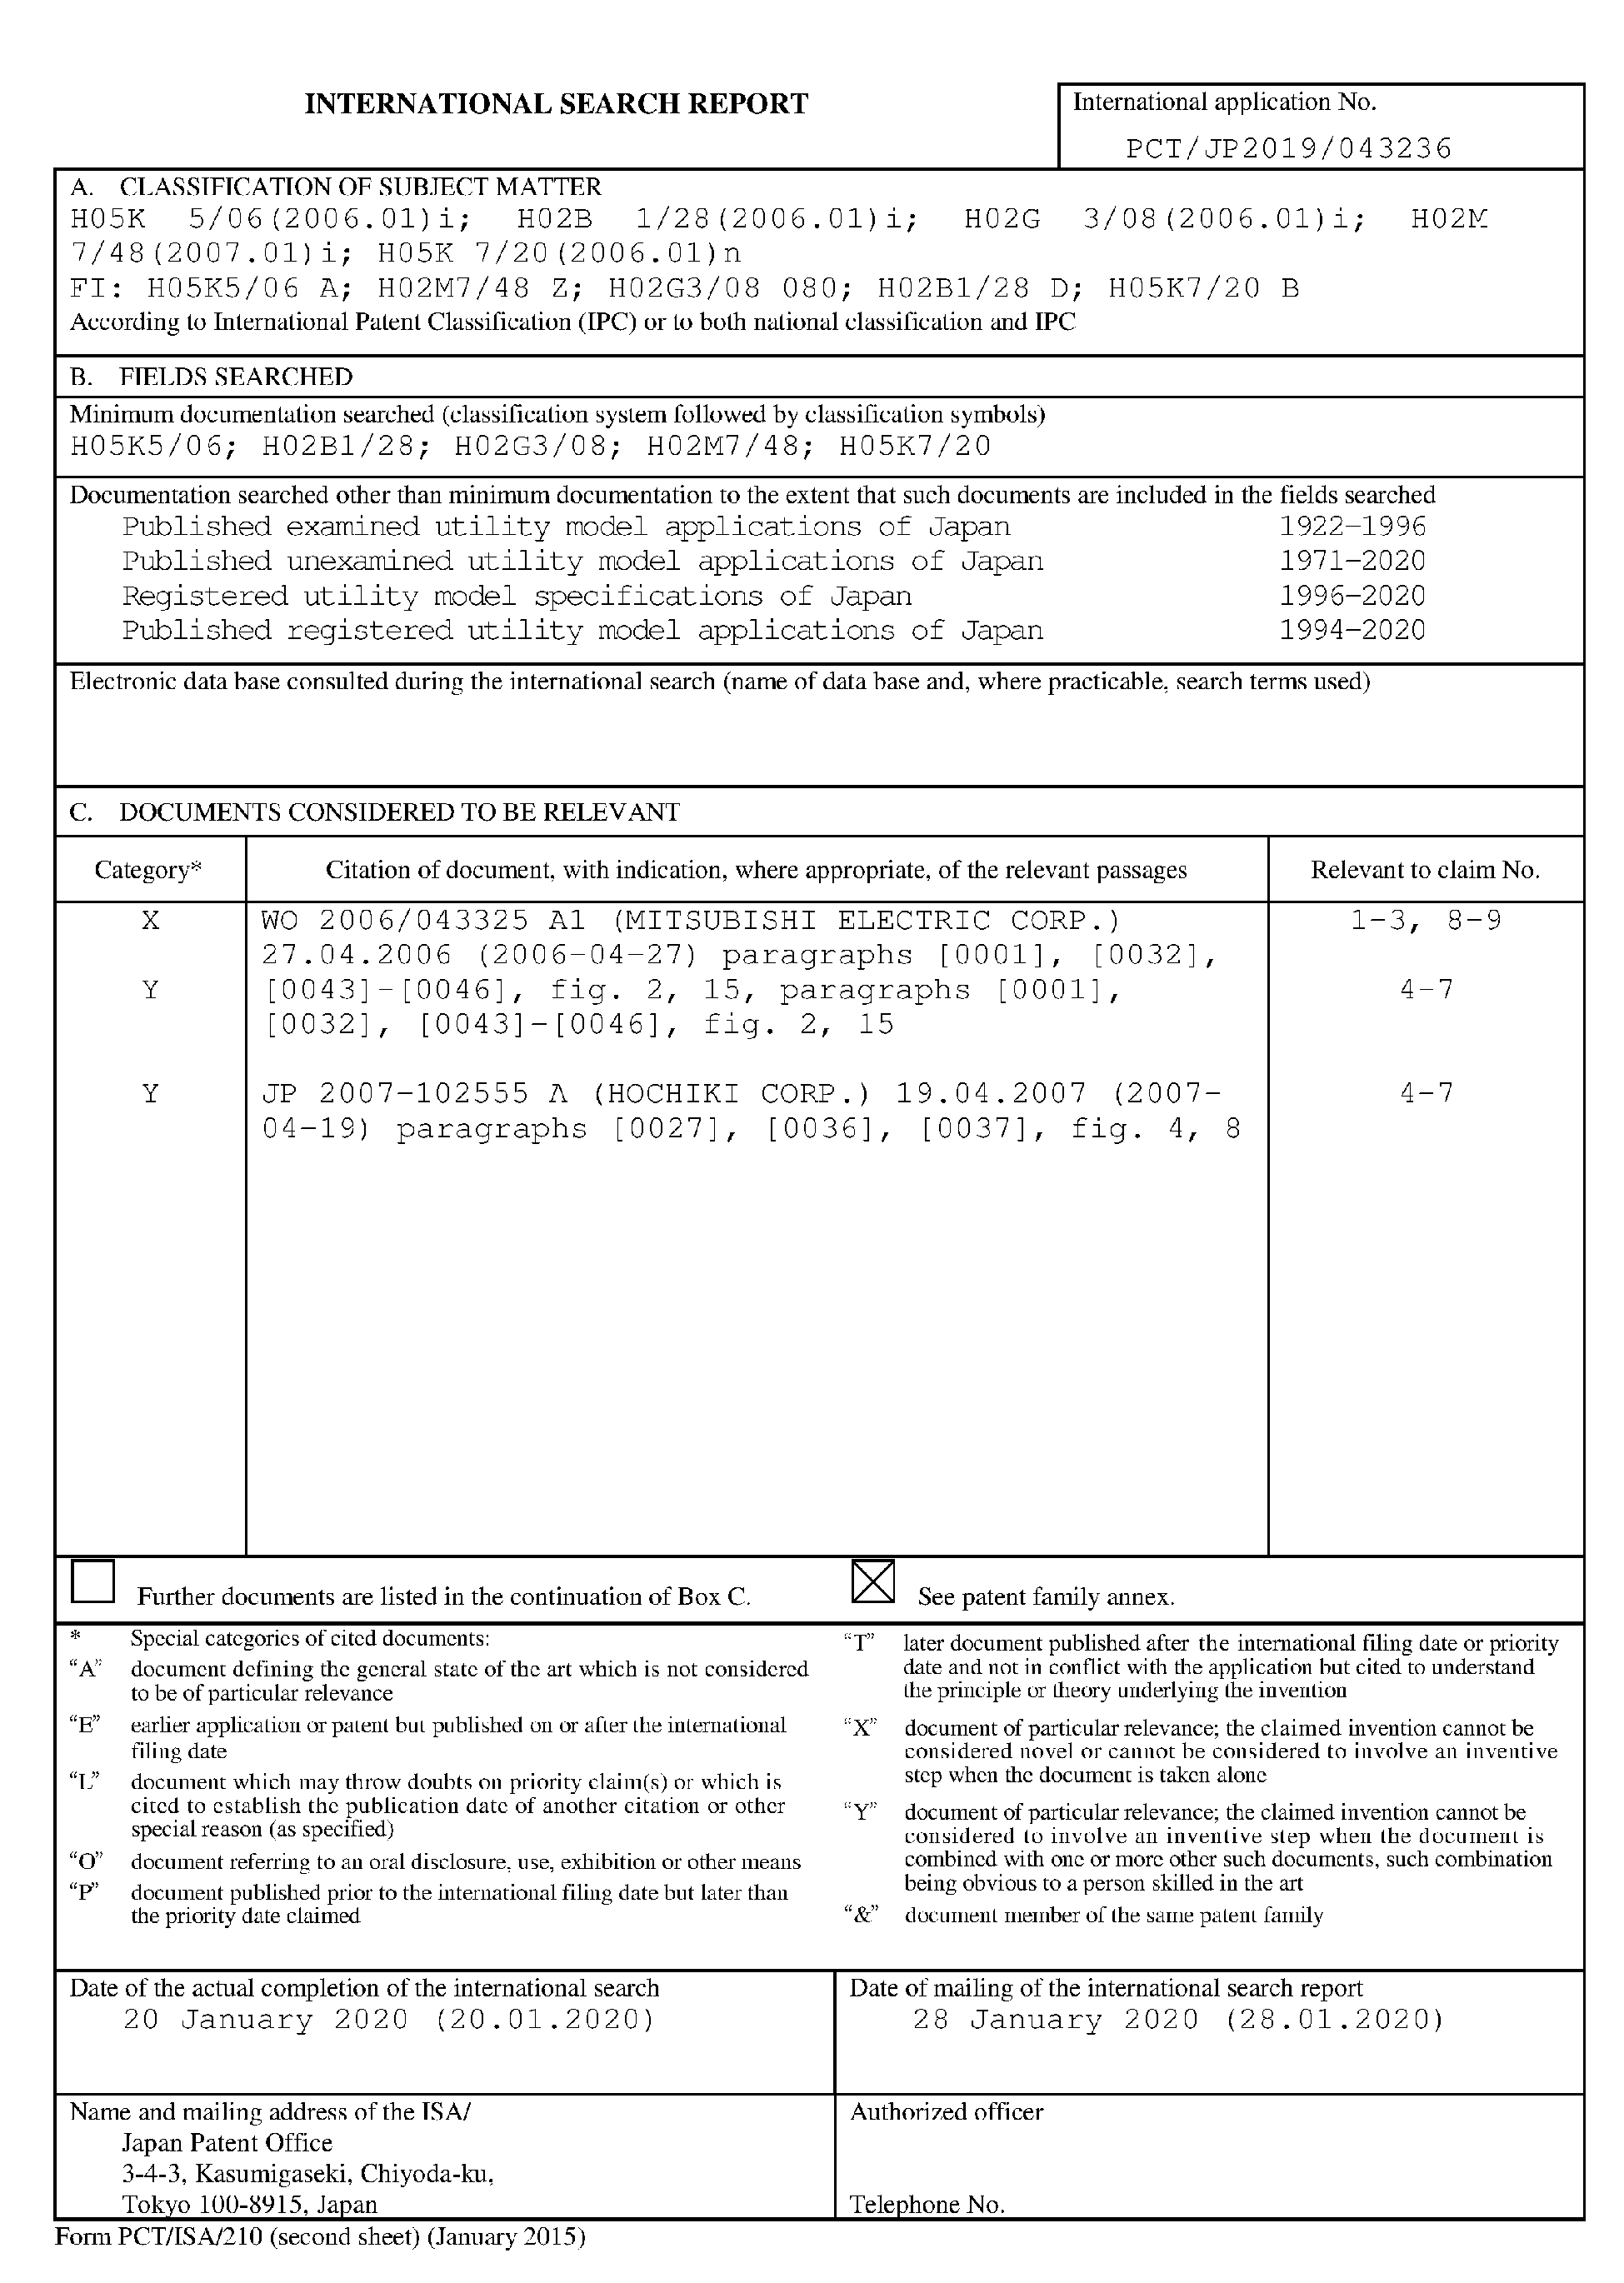 INTERNATIONAL SEARCH REPORT
International application No.
PCT/JP2019/043236
A. CLASSIFICATION OF SUBJECT MATTER
H05K 5/06(2006.01)i; H02B 1/28(2006.01)i; H02G 3/08(2006.01)i; H02M
7/48(2007.01)i; H05K 7/20(2006.01)n
FI: H05K5/06 A; H02M7/48 Z; H02G3/08 080; H02B1/28 D; H05K7/20 B
According to International Patent Classification (IPC) or to both national classification and IPC
B. FIELDS SEARCHED
Minimum documentation searched (classification system followed by classification symbols)
H05K5/06; H02B1/28; H02G3/08; H02M7/48; H05K7/20
Documentation searched other than minimum documentation to the extent that such documents are included in the fields searched
Published examined utility model applications of Japan 1922-1996
Published unexamined utility model applications of Japan 1971-2020
Registered utility model specifications of Japan 1996-2020
Published registered utility model applications of Japan 1994-2020
Electronic data base consulted during the international search (name of data base and, where practicable, search terms used)
C. DOCUMENTS CONSIDERED TO BE RELEVANT
Category* Citation of document, with indication, where appropriate, of the relevant passages Relevant to claim No.
X WO 2006/043325 A1 (MITSUBISHI ELECTRIC CORP.) 1-3, 8-9
27.04.2006 (2006-04-27) paragraphs [0001], [0032],
Y [0043]-[0046], fig. 2, 15, paragraphs [0001], 4-7
[0032], [0043]-[0046], fig. 2, 15
Y JP 2007-102555 A (HOCHIKI CORP.) 19.04.2007 (2007- 4-7
04-19) paragraphs [0027], [0036], [0037], fig. 4, 8
Further documents are listed in the continuation of Box C.
See patent family annex.
* Special categories of cited documents:
“A” document defining the general state of the art which is not considered
to be of particular relevance
“E” earlier application or patent but published on or after the international
filing date
“L” document which may throw doubts on priority claim(s) or which is
cited to establish the publication date of another citation or other
special reason (as specified)
“O” document referring to an oral disclosure, use, exhibition or other means
“P” document published prior to the international filing date but later than
the priority date claimed
“T” later document published after the international filing date or priority
date and not in conflict with the application but cited to understand
the principle or theory underlying the invention
“X” document of particular relevance; the claimed invention cannot be
considered novel or cannot be considered to involve an inventive
step when the document is taken alone
“Y” document of particular relevance; the claimed invention cannot be
considered to involve an inventive step when the document is
combined with one or more other such documents, such combination
being obvious to a person skilled in the art
“&” document member of the same patent family
Date of the actual completion of the international search
20 January 2020 (20.01.2020)
Date of mailing of the international search report
28 January 2020 (28.01.2020)
Name and mailing address of the ISA/
Japan Patent Office
3-4-3, Kasumigaseki, Chiyoda-ku,
Tokyo 100-8915, Japan
Authorized officer
Telephone No.
Form PCT/ISA/210 (second sheet) (January 2015)